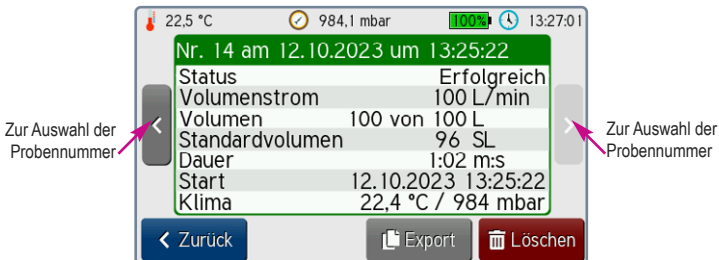 22,5 °C 984,1 mbar 100% 13:27:01
Nr. 14 am 12.10.2023 um 13:25:22
Status Erfolgreich
Volumenstrom 100 L/min
Volumen 100 von 100 L
Standardvolumen 96 SL
Dauer 1:02 m:s
Start 12.10.2023 13:25:22
Klima 22,4 °C / 984 mbar
Zur Auswahl der
Probennummer
Zur Auswahl der
Probennummer
Zurück Export Löschen